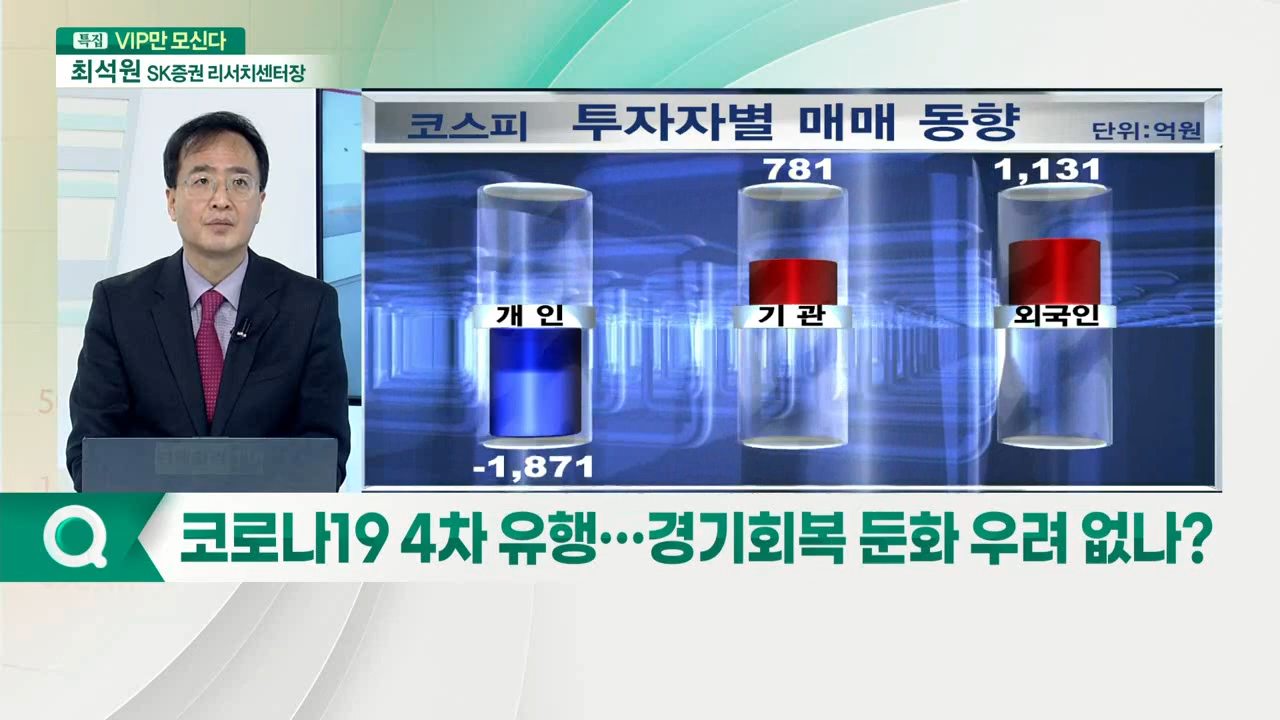 특집 VIP만 모신다
최석원 SK증권 리서치센터장
코스피 투자자별 매매 동향 단위:억원
781 1,131
개인 기관 외국인
-1,871
코로나19 4차 유행…경기회복 둔화 우려 없나?